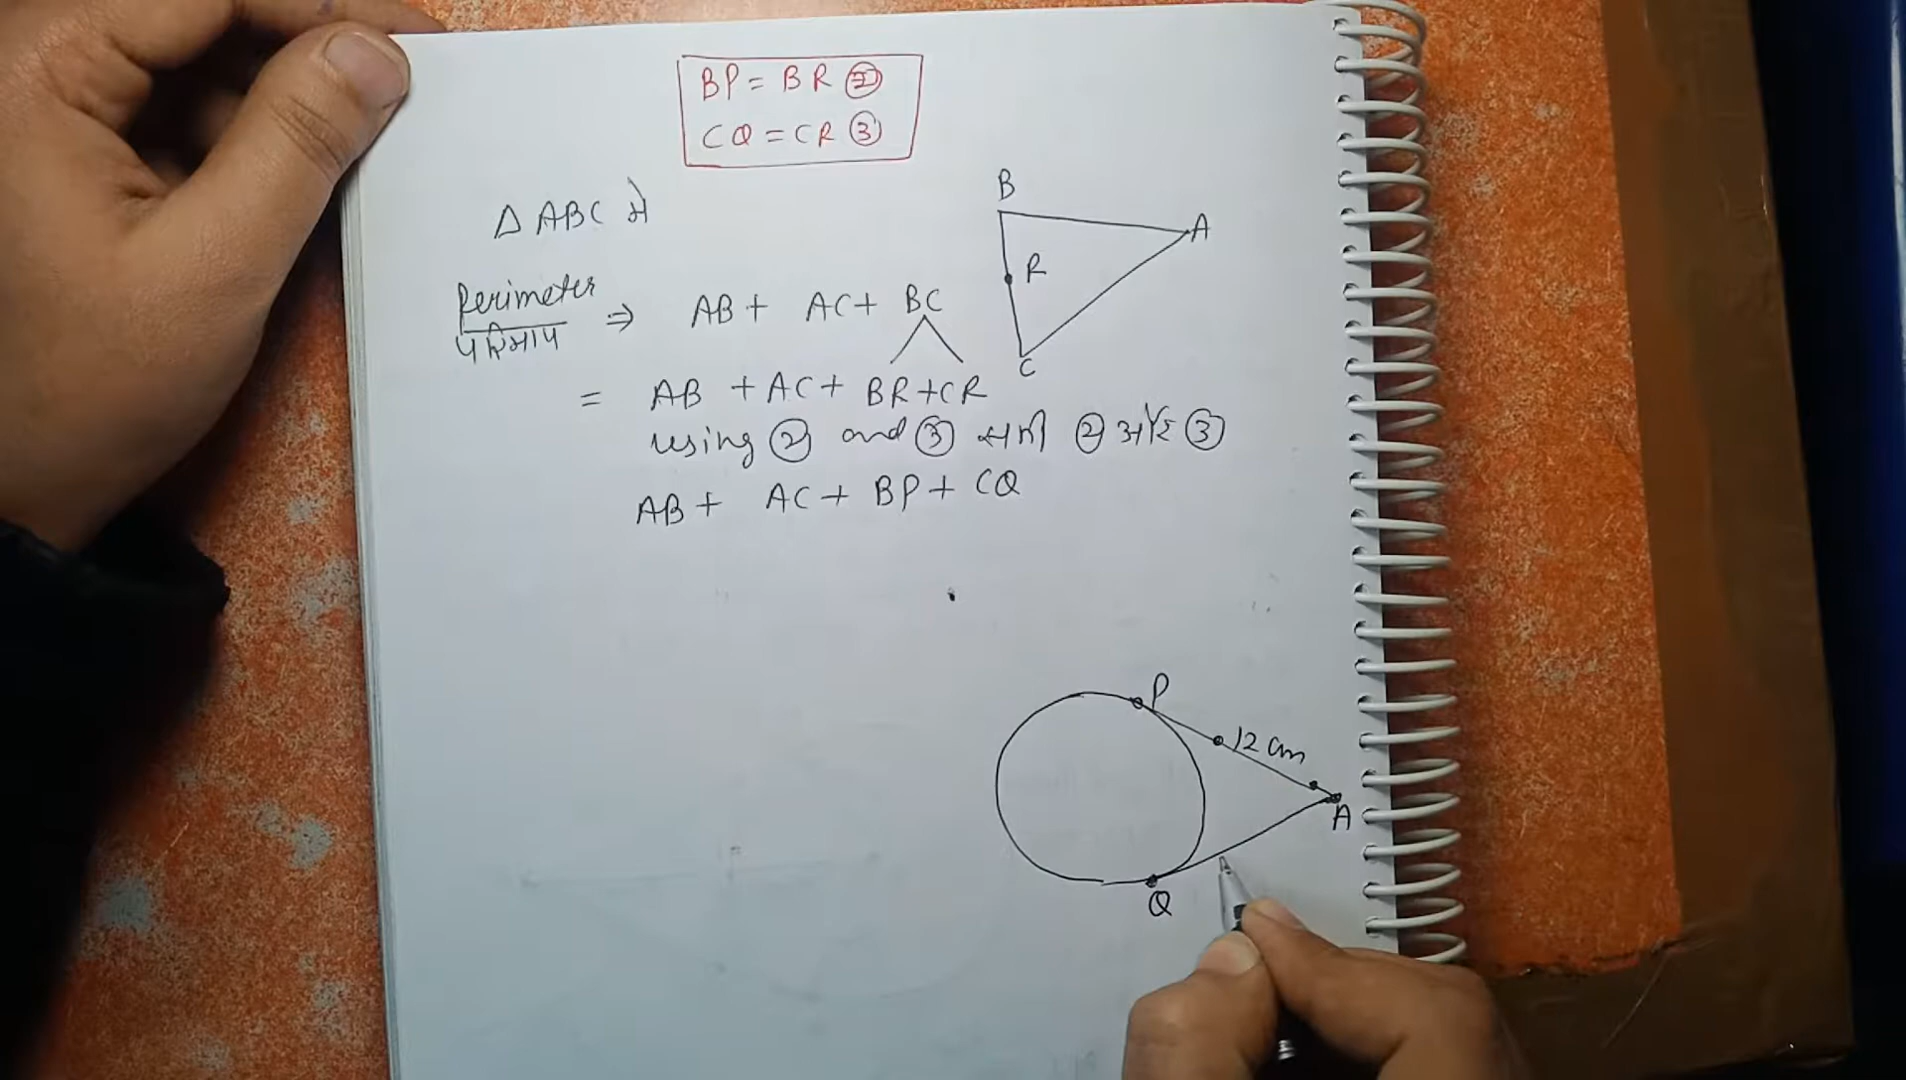 BP = BR ②
CQ = CR ③
△ ABC में
B
A
R
C
Perimeter
परिमाप
⇒ AB + AC + BC
= AB + AC + BR + CR
using ② and ③ समी ② और ③
AB + AC + BP + CQ
P
12 cm
A
Q